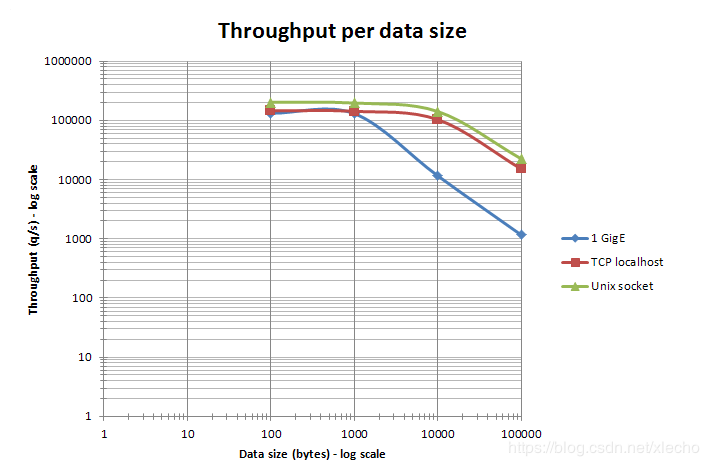 Throughput per data size
Throughput (q/s) - log scale
1000000
100000
10000
1000
100
10
1
1 10 100 1000 10000 100000
Data size (bytes) - log scale
1 GigE
TCP localhost
Unix socket
https://blog.csdn.net/xlecho